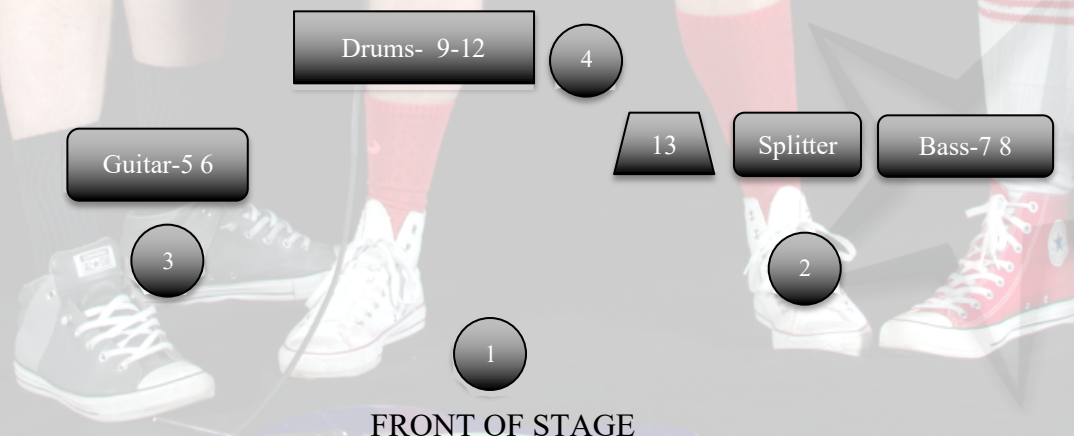 Drums-  9-12
4
13
Splitter
Bass-7 8
Guitar-5 6
3
2
1
FRONT OF STAGE